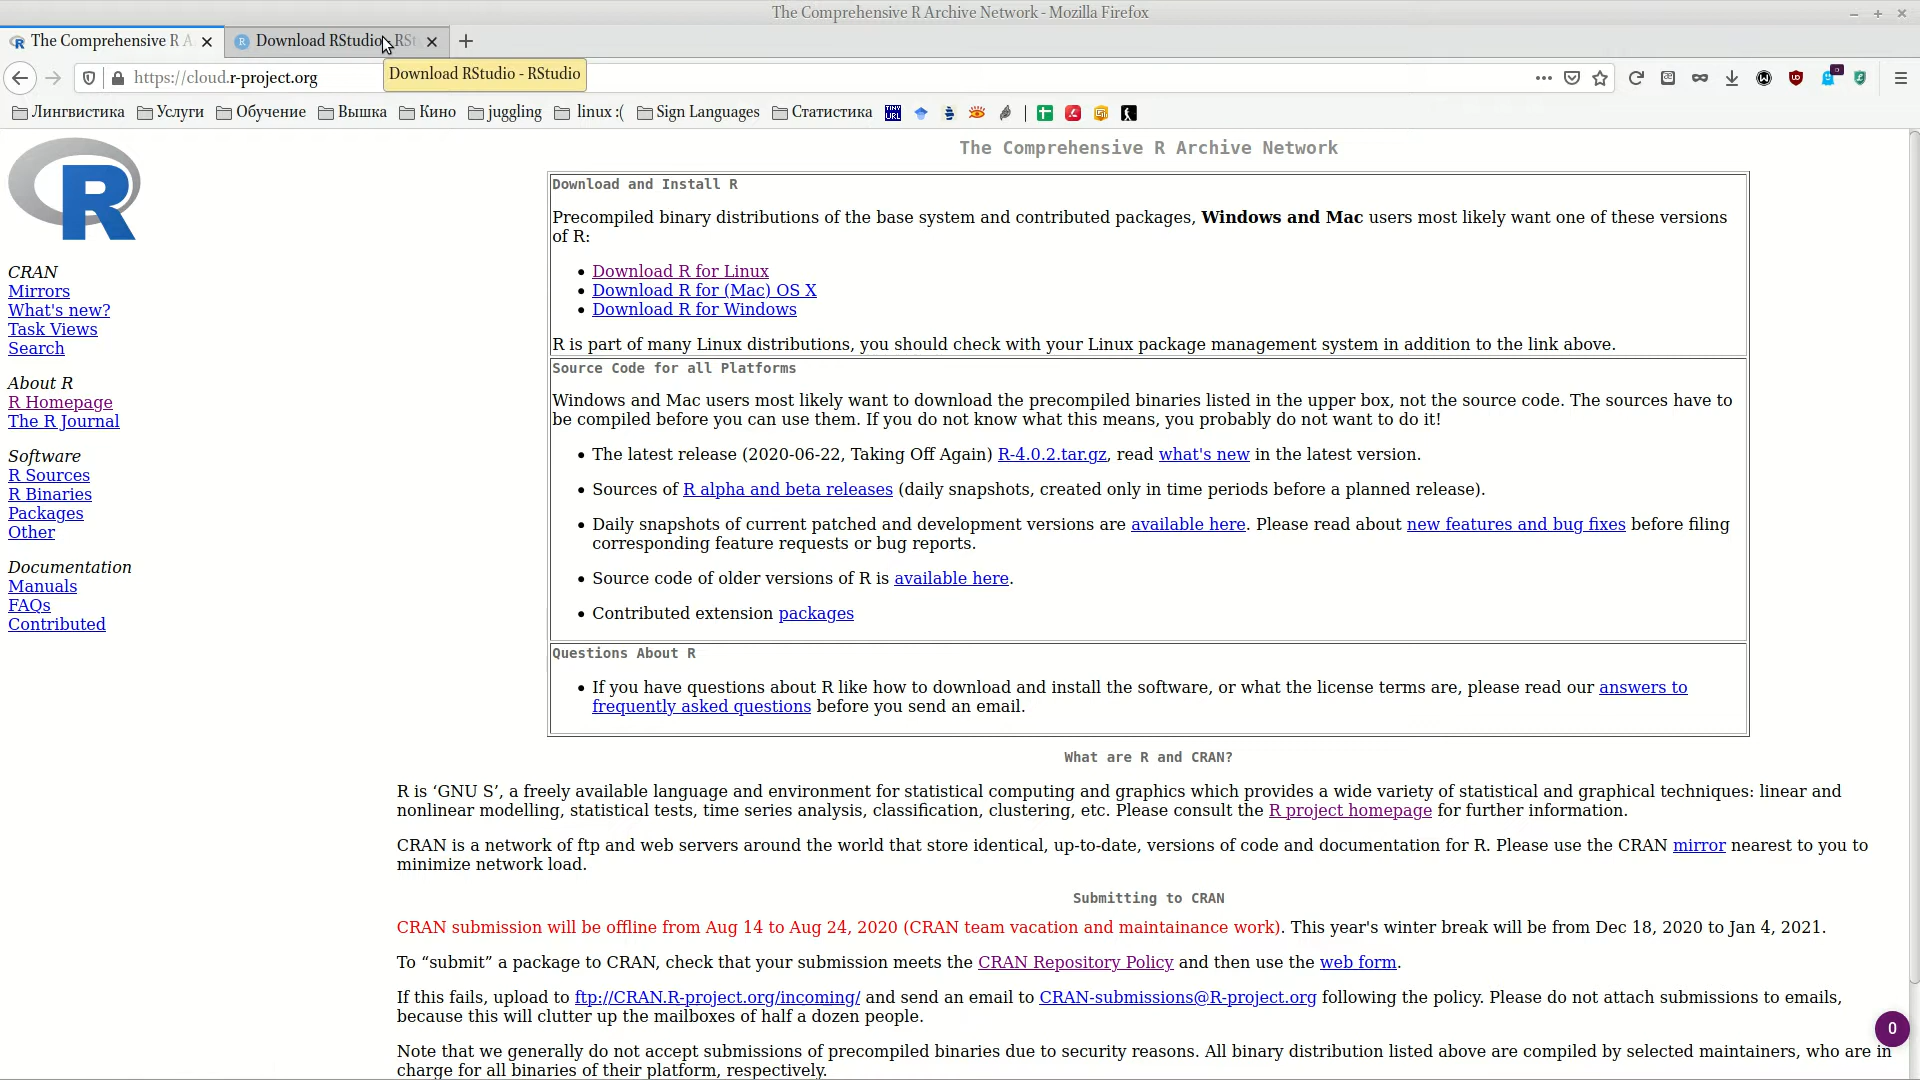 The Comprehensive R Archive Network - Mozilla Firefox
The Comprehensive R A
Download RStudio - RSt
https://cloud.r-project.org
Download RStudio - RStudio
Лингвистика Услуги Обучение Вышка Кино juggling linux :( Sign Languages Статистика TINY URL
R
CRAN
Mirrors
What's new?
Task Views
Search
About R
R Homepage
The R Journal
Software
R Sources
R Binaries
Packages
Other
Documentation
Manuals
FAQs
Contributed
The Comprehensive R Archive Network
Download and Install R
Precompiled binary distributions of the base system and contributed packages, Windows and Mac users most likely want one of these versions
of R:
• Download R for Linux
• Download R for (Mac) OS X
• Download R for Windows
R is part of many Linux distributions, you should check with your Linux package management system in addition to the link above.
Source Code for all Platforms
Windows and Mac users most likely want to download the precompiled binaries listed in the upper box, not the source code. The sources have to
be compiled before you can use them. If you do not know what this means, you probably do not want to do it!
• The latest release (2020-06-22, Taking Off Again) R-4.0.2.tar.gz, read what's new in the latest version.
• Sources of R alpha and beta releases (daily snapshots, created only in time periods before a planned release).
• Daily snapshots of current patched and development versions are available here. Please read about new features and bug fixes before filing
corresponding feature requests or bug reports.
• Source code of older versions of R is available here.
• Contributed extension packages
Questions About R
• If you have questions about R like how to download and install the software, or what the license terms are, please read our answers to
frequently asked questions before you send an email.
What are R and CRAN?
R is ‘GNU S’, a freely available language and environment for statistical computing and graphics which provides a wide variety of statistical and graphical techniques: linear and
nonlinear modelling, statistical tests, time series analysis, classification, clustering, etc. Please consult the R project homepage for further information.
CRAN is a network of ftp and web servers around the world that store identical, up-to-date, versions of code and documentation for R. Please use the CRAN mirror nearest to you to
minimize network load.
Submitting to CRAN
CRAN submission will be offline from Aug 14 to Aug 24, 2020 (CRAN team vacation and maintainance work). This year's winter break will be from Dec 18, 2020 to Jan 4, 2021.
To “submit” a package to CRAN, check that your submission meets the CRAN Repository Policy and then use the web form.
If this fails, upload to ftp://CRAN.R-project.org/incoming/ and send an email to CRAN-submissions@R-project.org following the policy. Please do not attach submissions to emails,
because this will clutter up the mailboxes of half a dozen people.
0
Note that we generally do not accept submissions of precompiled binaries due to security reasons. All binary distribution listed above are compiled by selected maintainers, who are in
charge for all binaries of their platform, respectively.